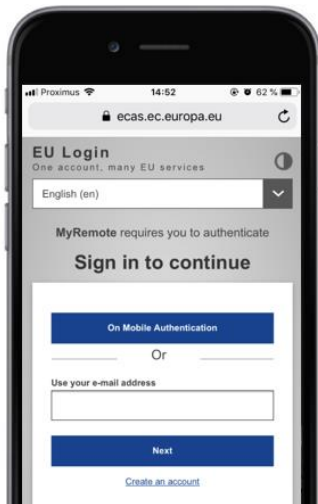 Proximus 14:52 62 %
ecas.ec.europa.eu
EU Login
One account, many EU services
English (en)
MyRemote requires you to authenticate
Sign in to continue
On Mobile Authentication
Or
Use your e-mail address
Next
Create an account